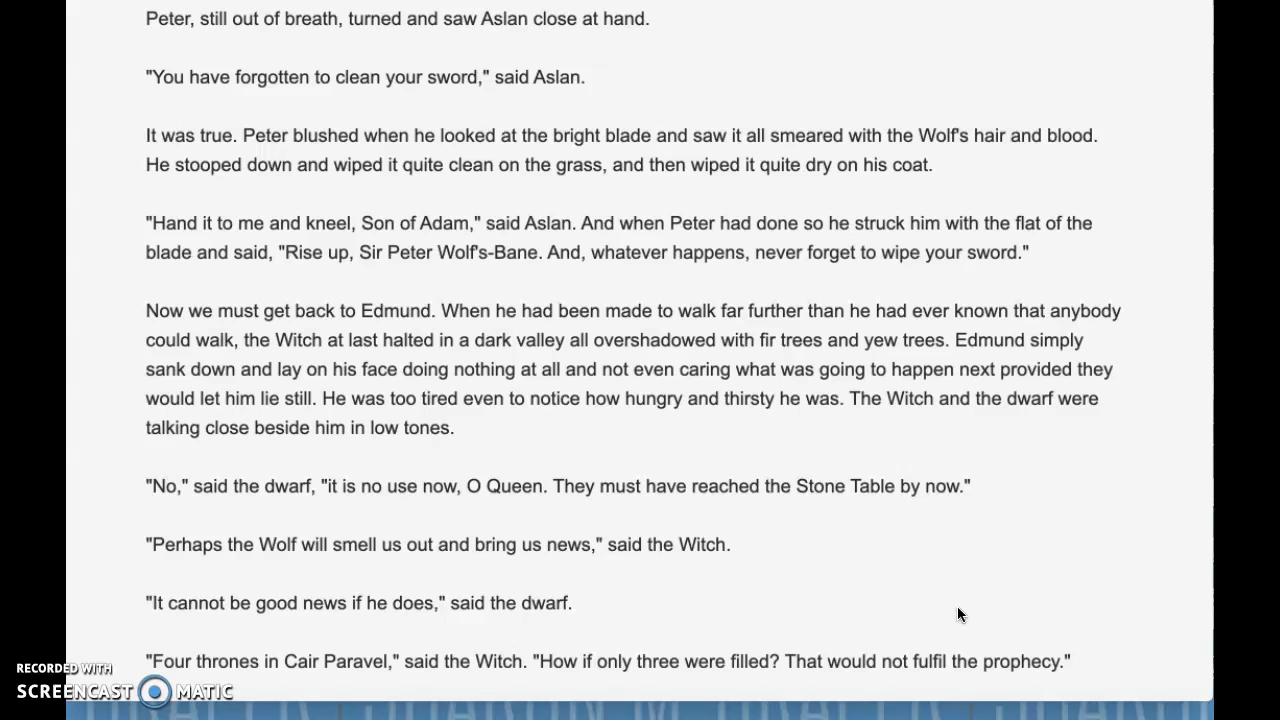 Peter, still out of breath, turned and saw Aslan close at hand.
"You have forgotten to clean your sword," said Aslan.
It was true. Peter blushed when he looked at the bright blade and saw it all smeared with the Wolf's hair and blood.
He stooped down and wiped it quite clean on the grass, and then wiped it quite dry on his coat.
"Hand it to me and kneel, Son of Adam," said Aslan. And when Peter had done so he struck him with the flat of the
blade and said, "Rise up, Sir Peter Wolf's-Bane. And, whatever happens, never forget to wipe your sword."
Now we must get back to Edmund. When he had been made to walk far further than he had ever known that anybody
could walk, the Witch at last halted in a dark valley all overshadowed with fir trees and yew trees. Edmund simply
sank down and lay on his face doing nothing at all and not even caring what was going to happen next provided they
would let him lie still. He was too tired even to notice how hungry and thirsty he was. The Witch and the dwarf were
talking close beside him in low tones.
"No," said the dwarf, "it is no use now, O Queen. They must have reached the Stone Table by now."
"Perhaps the Wolf will smell us out and bring us news," said the Witch.
"It cannot be good news if he does," said the dwarf.
"Four thrones in Cair Paravel," said the Witch. "How if only three were filled? That would not fulfil the prophecy."
RECORDED WITH
SCREENCAST MATIC